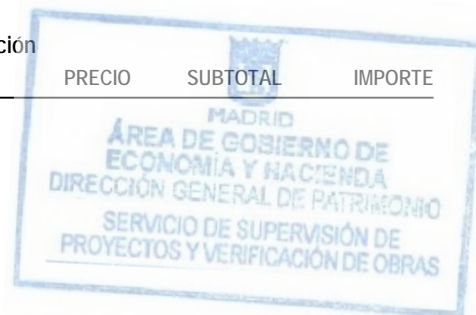 ción
PRECIO SUBTOTAL IMPORTE
MADRID
ÁREA DE GOBIERNO DE
ECONOMÍA Y HACIENDA
DIRECCIÓN GENERAL DE PATRIMONIO
SERVICIO DE SUPERVISIÓN DE
PROYECTOS Y VERIFICACIÓN DE OBRAS